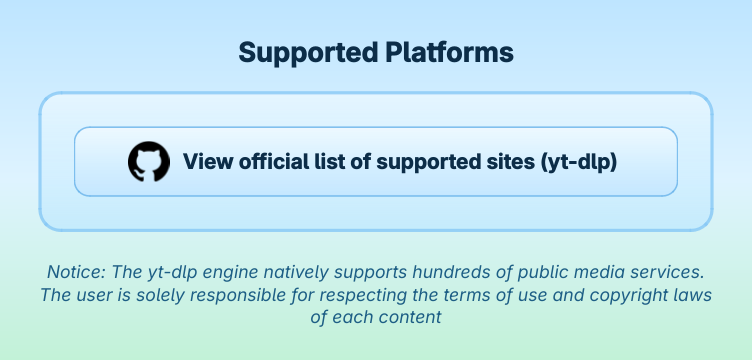 Supported Platforms
View official list of supported sites (yt-dlp)
Notice: The yt-dlp engine natively supports hundreds of public media services.
The user is solely responsible for respecting the terms of use and copyright laws
of each content